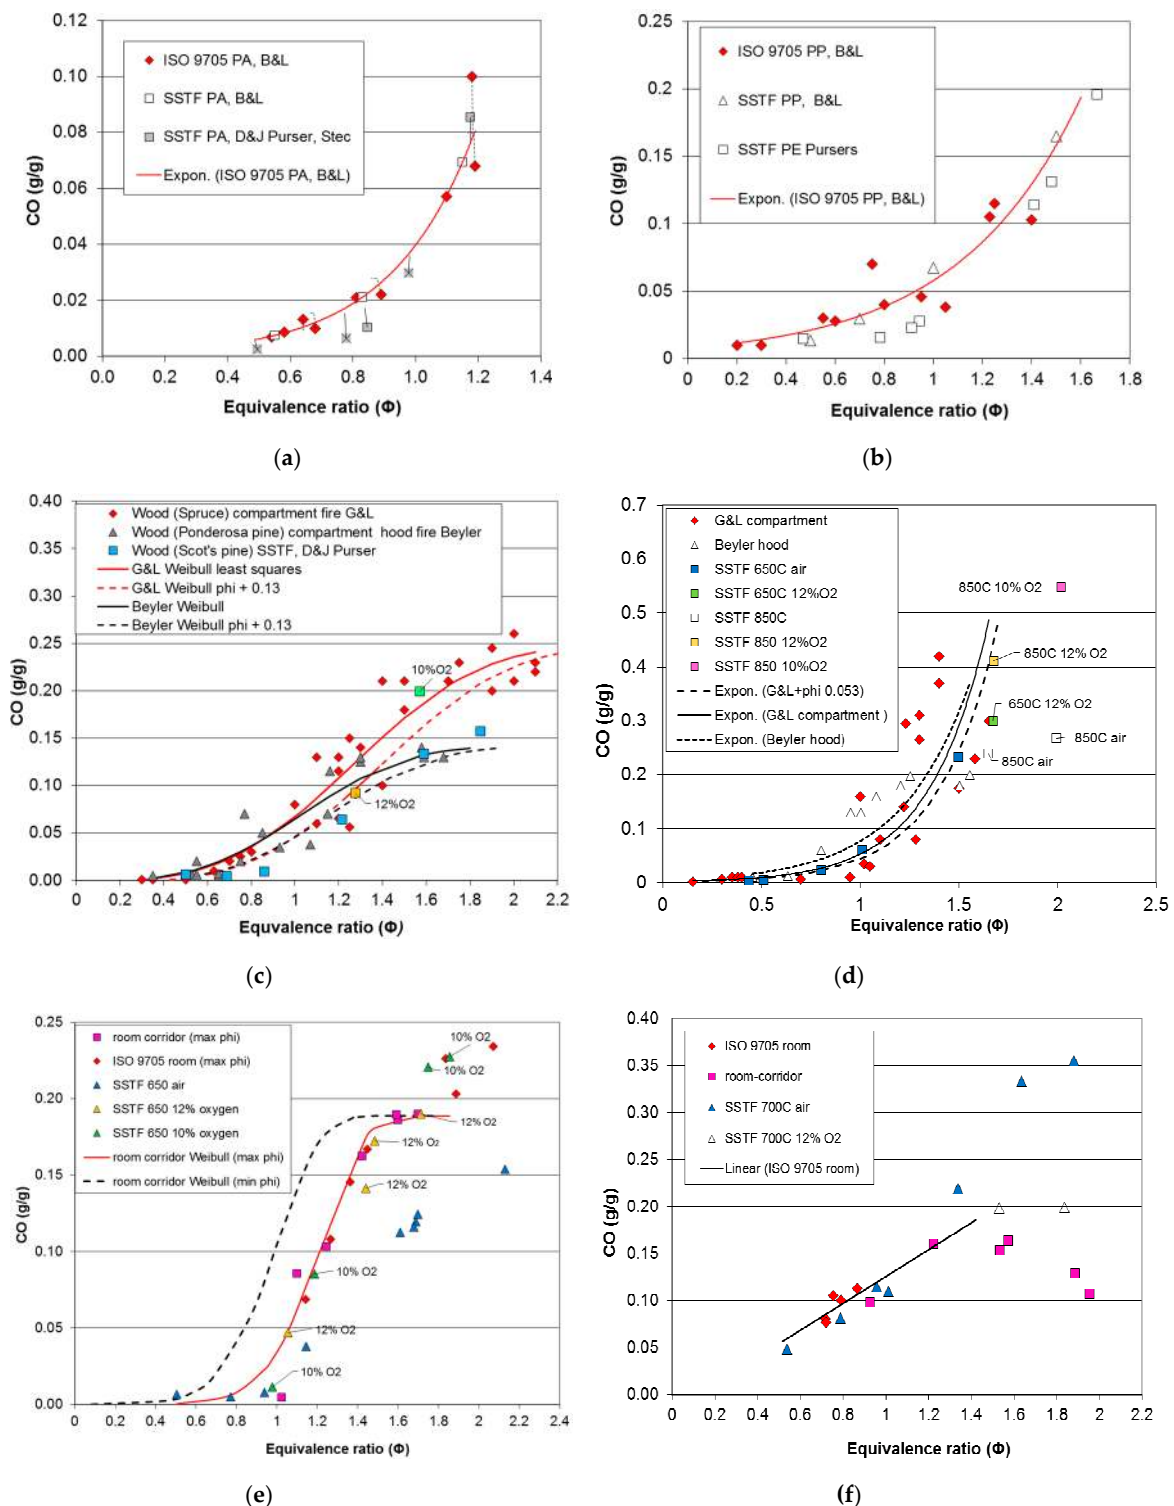 0.12
0.10
0.08
0.06
0.04
0.02
0.00
CO (g/g)
ISO 9705 PA, B&L
SSTF PA, B&L
SSTF PA, D&J Purser, Stec
Expon. (ISO 9705 PA, B&L)
0.0 0.2 0.4 0.6 0.8 1.0 1.2 1.4
Equivalence ratio (Φ)
(a)
0.25
0.2
0.15
0.1
0.05
0
CO (g/g)
ISO 9705 PP, B&L
SSTF PP, B&L
SSTF PE Pursers
Expon. (ISO 9705 PP, B&L)
0 0.2 0.4 0.6 0.8 1 1.2 1.4 1.6 1.8
Equivalence ratio (Φ)
(b)
0.40
0.35
0.30
0.25
0.20
0.15
0.10
0.05
0.00
CO (g/g)
Wood (Spruce) compartment fire G&L
Wood (Ponderosa pine) compartment hood fire Beyler
Wood (Scot's pine) SSTF, D&J Purser
G&L Weibull least squares
G&L Weibull phi + 0.13
Beyler Weibull
Beyler Weibull phi + 0.13
10%O2
12%O2
0 0.2 0.4 0.6 0.8 1 1.2 1.4 1.6 1.8 2 2.2
Equvalence ratio (Φ)
(c)
0.7
0.6
0.5
0.4
0.3
0.2
0.1
0
CO (g/g)
G&L compartment
Beyler hood
SSTF 650C air
SSTF 650C 12%O2
SSTF 850C
SSTF 850 12%O2
SSTF 850 10%O2
Expon. (G&L+phi 0.053)
Expon. (G&L compartment )
Expon. (Beyler hood)
850C 10% O2
850C 12% O2
650C 12% O2
850C air
850C air
0 0.5 1 1.5 2 2.5
Equivalence ratio (Φ)
(d)
0.25
0.20
0.15
0.10
0.05
0.00
CO (g/g)
room corridor (max phi)
ISO 9705 room (max phi)
SSTF 650 air
SSTF 650 12% oxygen
SSTF 650 10% oxygen
room corridor Weibull (max phi)
room corridor Weibull (min phi)
10% O2
10% O2
12% O2
12% O2
12% O2
10% O2
12% O2
10% O2
0 0.2 0.4 0.6 0.8 1 1.2 1.4 1.6 1.8 2 2.2 2.4
Equivalence ratio (Φ)
(e)
0.40
0.35
0.30
0.25
0.20
0.15
0.10
0.05
0.00
CO (g/g)
ISO 9705 room
room-corridor
SSTF 700C air
SSTF 700C 12% O2
Linear (ISO 9705 room)
0 0.2 0.4 0.6 0.8 1 1.2 1.4 1.6 1.8 2 2.2
Equivalence ratio (Φ)
(f)